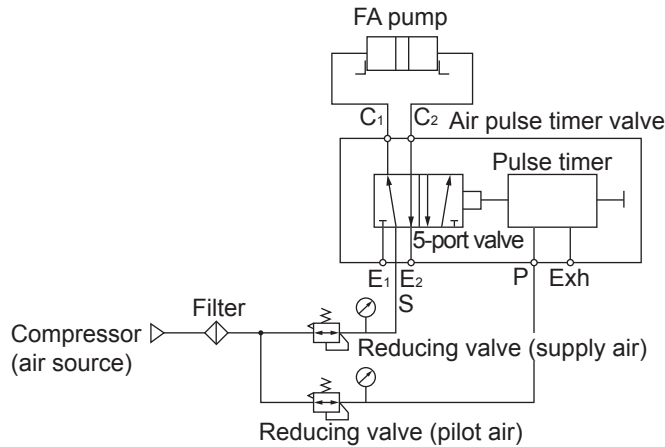 FA pump
C₁
C₂
Air pulse timer valve
Pulse timer
5-port valve
E₁
E₂
P
Exh
S
Filter
Compressor
(air source)
Reducing valve (supply air)
Reducing valve (pilot air)